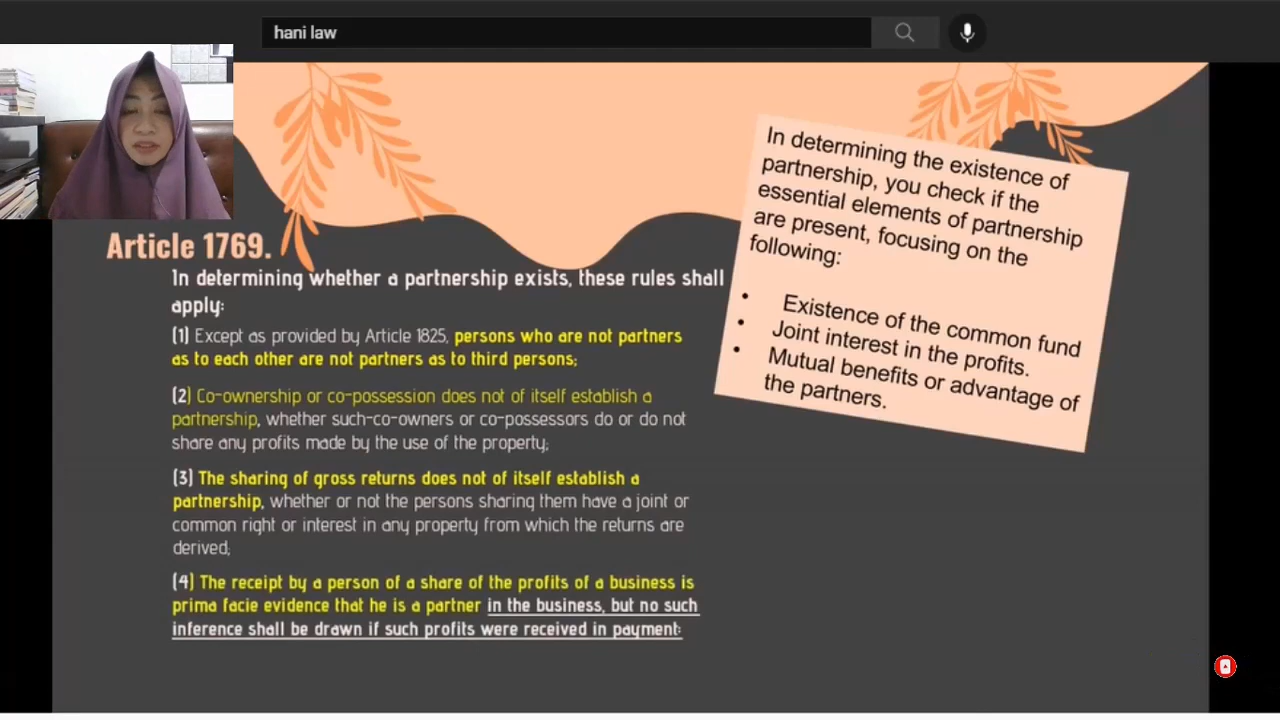 hani law
Article 1769.
In determining whether a partnership exists, these rules shall
apply:
(1) Except as provided by Article 1825, persons who are not partners
as to each other are not partners as to third persons;
(2) Co-ownership or co-possession does not of itself establish a
partnership, whether such-co-owners or co-possessors do or do not
share any profits made by the use of the property;
(3) The sharing of gross returns does not of itself establish a
partnership, whether or not the persons sharing them have a joint or
common right or interest in any property from which the returns are
derived;
(4) The receipt by a person of a share of the profits of a business is
prima facie evidence that he is a partner in the business, but no such
inference shall be drawn if such profits were received in payment:
In determining the existence of
partnership, you check if the
essential elements of partnership
are present, focusing on the
following:
• Existence of the common fund
• Joint interest in the profits.
• Mutual benefits or advantage of
the partners.